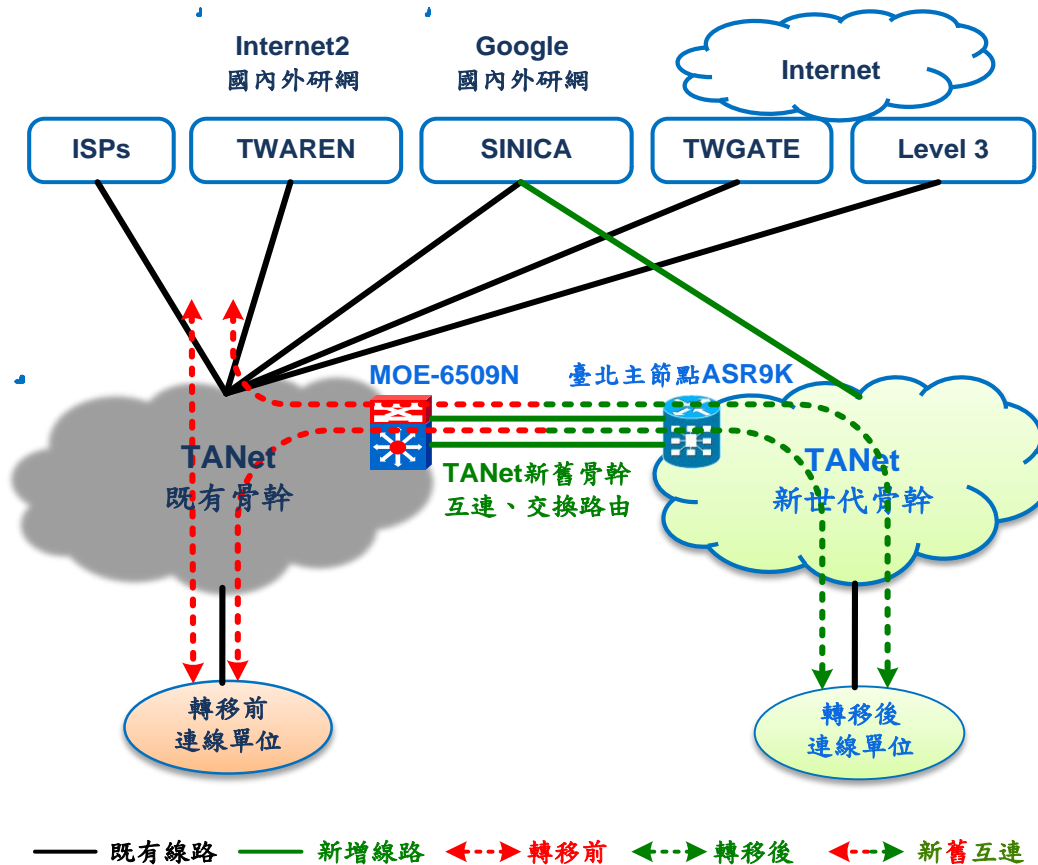 Internet2
國內外研網
Google
國內外研網
Internet
ISPs
TWAREN
SINICA
TWGATE
Level 3
MOE-6509N
臺北主節點ASR9K
TANet
既有骨幹
TANet新舊骨幹
互連、交換路由
TANet
新世代骨幹
轉移前
連線單位
轉移後
連線單位
既有線路
新增線路
轉移前
轉移後
新舊互連